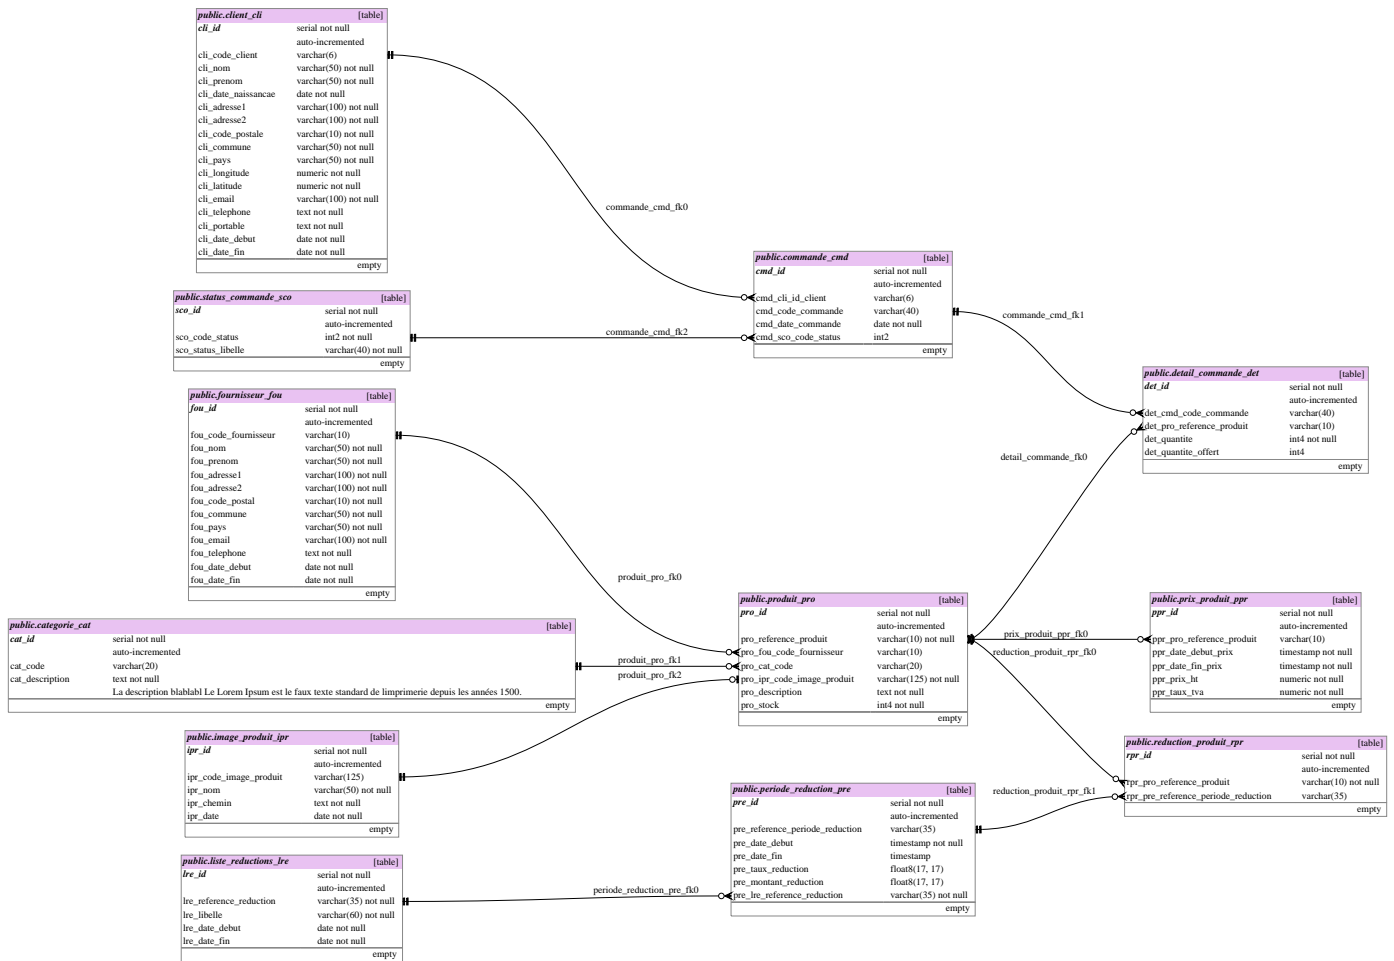 public.client_cli [table]
cli_id serial not null
auto-incremented
cli_code_client varchar(6)
cli_nom varchar(50) not null
cli_prenom varchar(50) not null
cli_date_naissancae date not null
cli_adresse1 varchar(100) not null
cli_adresse2 varchar(100) not null
cli_code_postale varchar(10) not null
cli_commune varchar(50) not null
cli_pays varchar(50) not null
cli_longitude numeric not null
cli_latitude numeric not null
cli_email varchar(100) not null
cli_telephone text not null
cli_portable text not null
cli_date_debut date not null
cli_date_fin date not null
empty
commande_cmd_fk0
public.status_commande_sco [table]
sco_id serial not null
auto-incremented
sco_code_status int2 not null
sco_status_libelle varchar(40) not null
empty
commande_cmd_fk2
public.commande_cmd [table]
cmd_id serial not null
auto-incremented
cmd_cli_id_client varchar(6)
cmd_code_commande varchar(40)
cmd_date_commande date not null
cmd_sco_code_status int2
empty
commande_cmd_fk1
public.detail_commande_det [table]
det_id serial not null
auto-incremented
det_cmd_code_commande varchar(40)
det_pro_reference_produit varchar(10)
det_quantite int4 not null
det_quantite_offert int4
empty
detail_commande_fk0
public.fournisseur_fou [table]
fou_id serial not null
auto-incremented
fou_code_fournisseur varchar(10)
fou_nom varchar(50) not null
fou_prenom varchar(50) not null
fou_adresse1 varchar(100) not null
fou_adresse2 varchar(100) not null
fou_code_postal varchar(10) not null
fou_commune varchar(50) not null
fou_pays varchar(50) not null
fou_email varchar(100) not null
fou_telephone text not null
fou_date_debut date not null
fou_date_fin date not null
empty
produit_pro_fk0
public.categorie_cat [table]
cat_id serial not null
auto-incremented
cat_code varchar(20)
cat_description text not null
La description blablabl Le Lorem Ipsum est le faux texte standard de limprimerie depuis les années 1500.
empty
produit_pro_fk1
produit_pro_fk2
public.produit_pro [table]
pro_id serial not null
auto-incremented
pro_reference_produit varchar(10) not null
pro_fou_code_fournisseur varchar(10)
pro_cat_code varchar(20)
pro_ipr_code_image_produit varchar(125) not null
pro_description text not null
pro_stock int4 not null
empty
prix_produit_ppr_fk0
reduction_produit_rpr_fk0
public.prix_produit_ppr [table]
ppr_id serial not null
auto-incremented
ppr_pro_reference_produit varchar(10)
ppr_date_debut_prix timestamp not null
ppr_date_fin_prix timestamp not null
ppr_prix_ht numeric not null
ppr_taux_tva numeric not null
empty
public.image_produit_ipr [table]
ipr_id serial not null
auto-incremented
ipr_code_image_produit varchar(125)
ipr_nom varchar(50) not null
ipr_chemin text not null
ipr_date date not null
empty
public.reduction_produit_rpr [table]
rpr_id serial not null
auto-incremented
rpr_pro_reference_produit varchar(10) not null
rpr_pre_reference_periode_reduction varchar(35)
empty
reduction_produit_rpr_fk1
public.periode_reduction_pre [table]
pre_id serial not null
auto-incremented
pre_reference_periode_reduction varchar(35)
pre_date_debut timestamp not null
pre_date_fin timestamp
pre_taux_reduction float8(17, 17)
pre_montant_reduction float8(17, 17)
pre_lre_reference_reduction varchar(35) not null
empty
periode_reduction_pre_fk0
public.liste_reductions_lre [table]
lre_id serial not null
auto-incremented
lre_reference_reduction varchar(35) not null
lre_libelle varchar(60) not null
lre_date_debut date not null
lre_date_fin date not null
empty